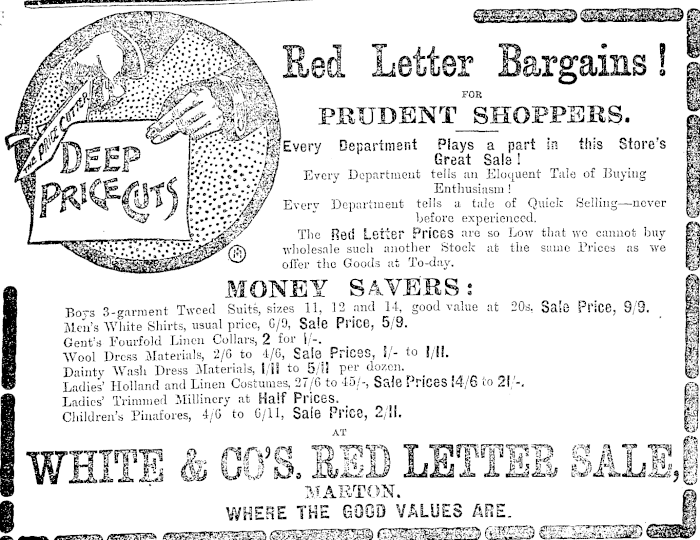 THE PRICE CUTTER
DEEP
PRICE CUTS
Red Letter Bargains!
FOR
PRUDENT SHOPPERS.
Every Department Plays a part in this Store's
Great Sale!
Every Department tells an Eloquent Tale of Buying
Enthusiasm!
Every Department tells a tale of Quick Selling—never
before experienced.
The Red Letter Prices are so Low that we cannot buy
wholesale such another Stock at the same Prices as we
offer the Goods at To-day.
MONEY SAVERS:
Boys 3-garment Tweed Suits, sizes 11, 12 and 14, good value at 20s. Sale Price, 9/9.
Men's White Shirts, usual price, 6/9, Sale Price, 5/9.
Gent's Fourfold Linen Collars, 2 for 1/-.
Wool Dress Materials, 2/6 to 4/6, Sale Prices, 1/- to 1/11.
Dainty Wash Dress Materials, 1/11 to 5/11 per dozen.
Ladies' Holland and Linen Costumes, 27/6 to 45/-, Sale Prices 14/6 to 21/-.
Ladies' Trimmed Millinery at Half Prices.
Children's Pinafores, 4/6 to 6/11, Sale Price, 2/11.
AT
WHITE & CO'S. RED LETTER SALE,
MARTON.
WHERE THE GOOD VALUES ARE.